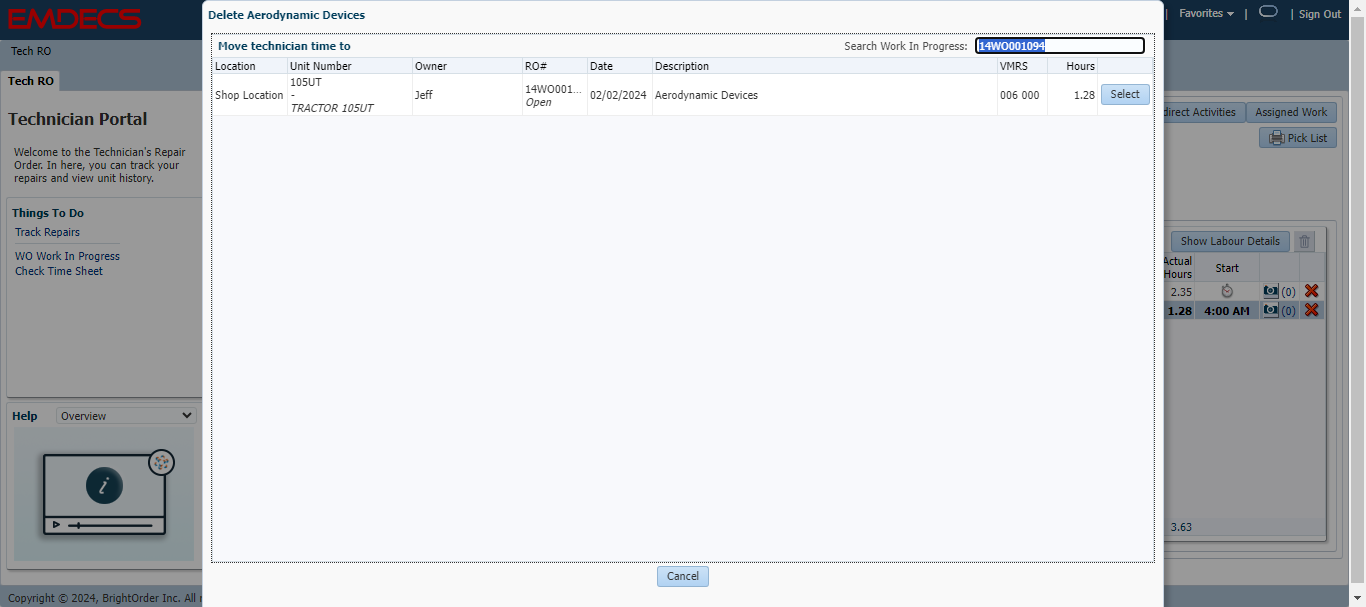 EMDECS
Favorites
Sign Out
Tech RO
Tech RO
Technician Portal
Welcome to the Technician's Repair
Order. In here, you can track your
repairs and view unit history.
Things To Do
Track Repairs
WO Work In Progress
Check Time Sheet
Help Overview
Copyright © 2024, BrightOrder Inc. All
Delete Aerodynamic Devices
Move technician time to
Search Work In Progress: 14WO001094
Location Unit Number Owner RO# Date Description VMRS Hours
Shop Location 105UT - TRACTOR 105UT Jeff 14WO001... Open 02/02/2024 Aerodynamic Devices 006 000 1.28 Select
Cancel
direct Activities Assigned Work
Pick List
Show Labour Details
Actual Hours Start
2.35 (0)
1.28 4:00 AM (0)
3.63